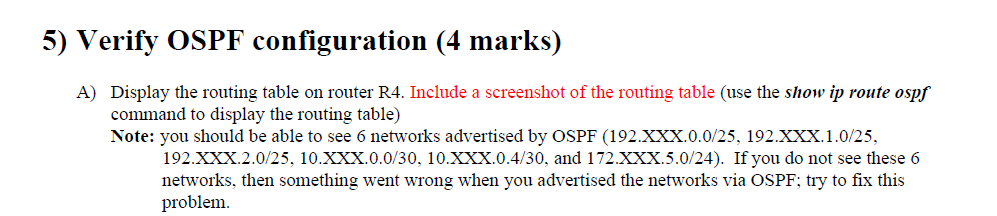 5) Verify OSPF configuration (4 marks)
A) Display the routing table on router R4. Include a screenshot of the routing table (use the show ip route ospf
command to display the routing table)
Note: you should be able to see 6 networks advertised by OSPF (192.XXX.0.0/25, 192.XXX.1.0/25,
192.XXX.2.0/25, 10.XXX.0.0/30, 10.XXX.0.4/30, and 172.XXX.5.0/24). If you do not see these 6
networks, then something went wrong when you advertised the networks via OSPF; try to fix this
problem.